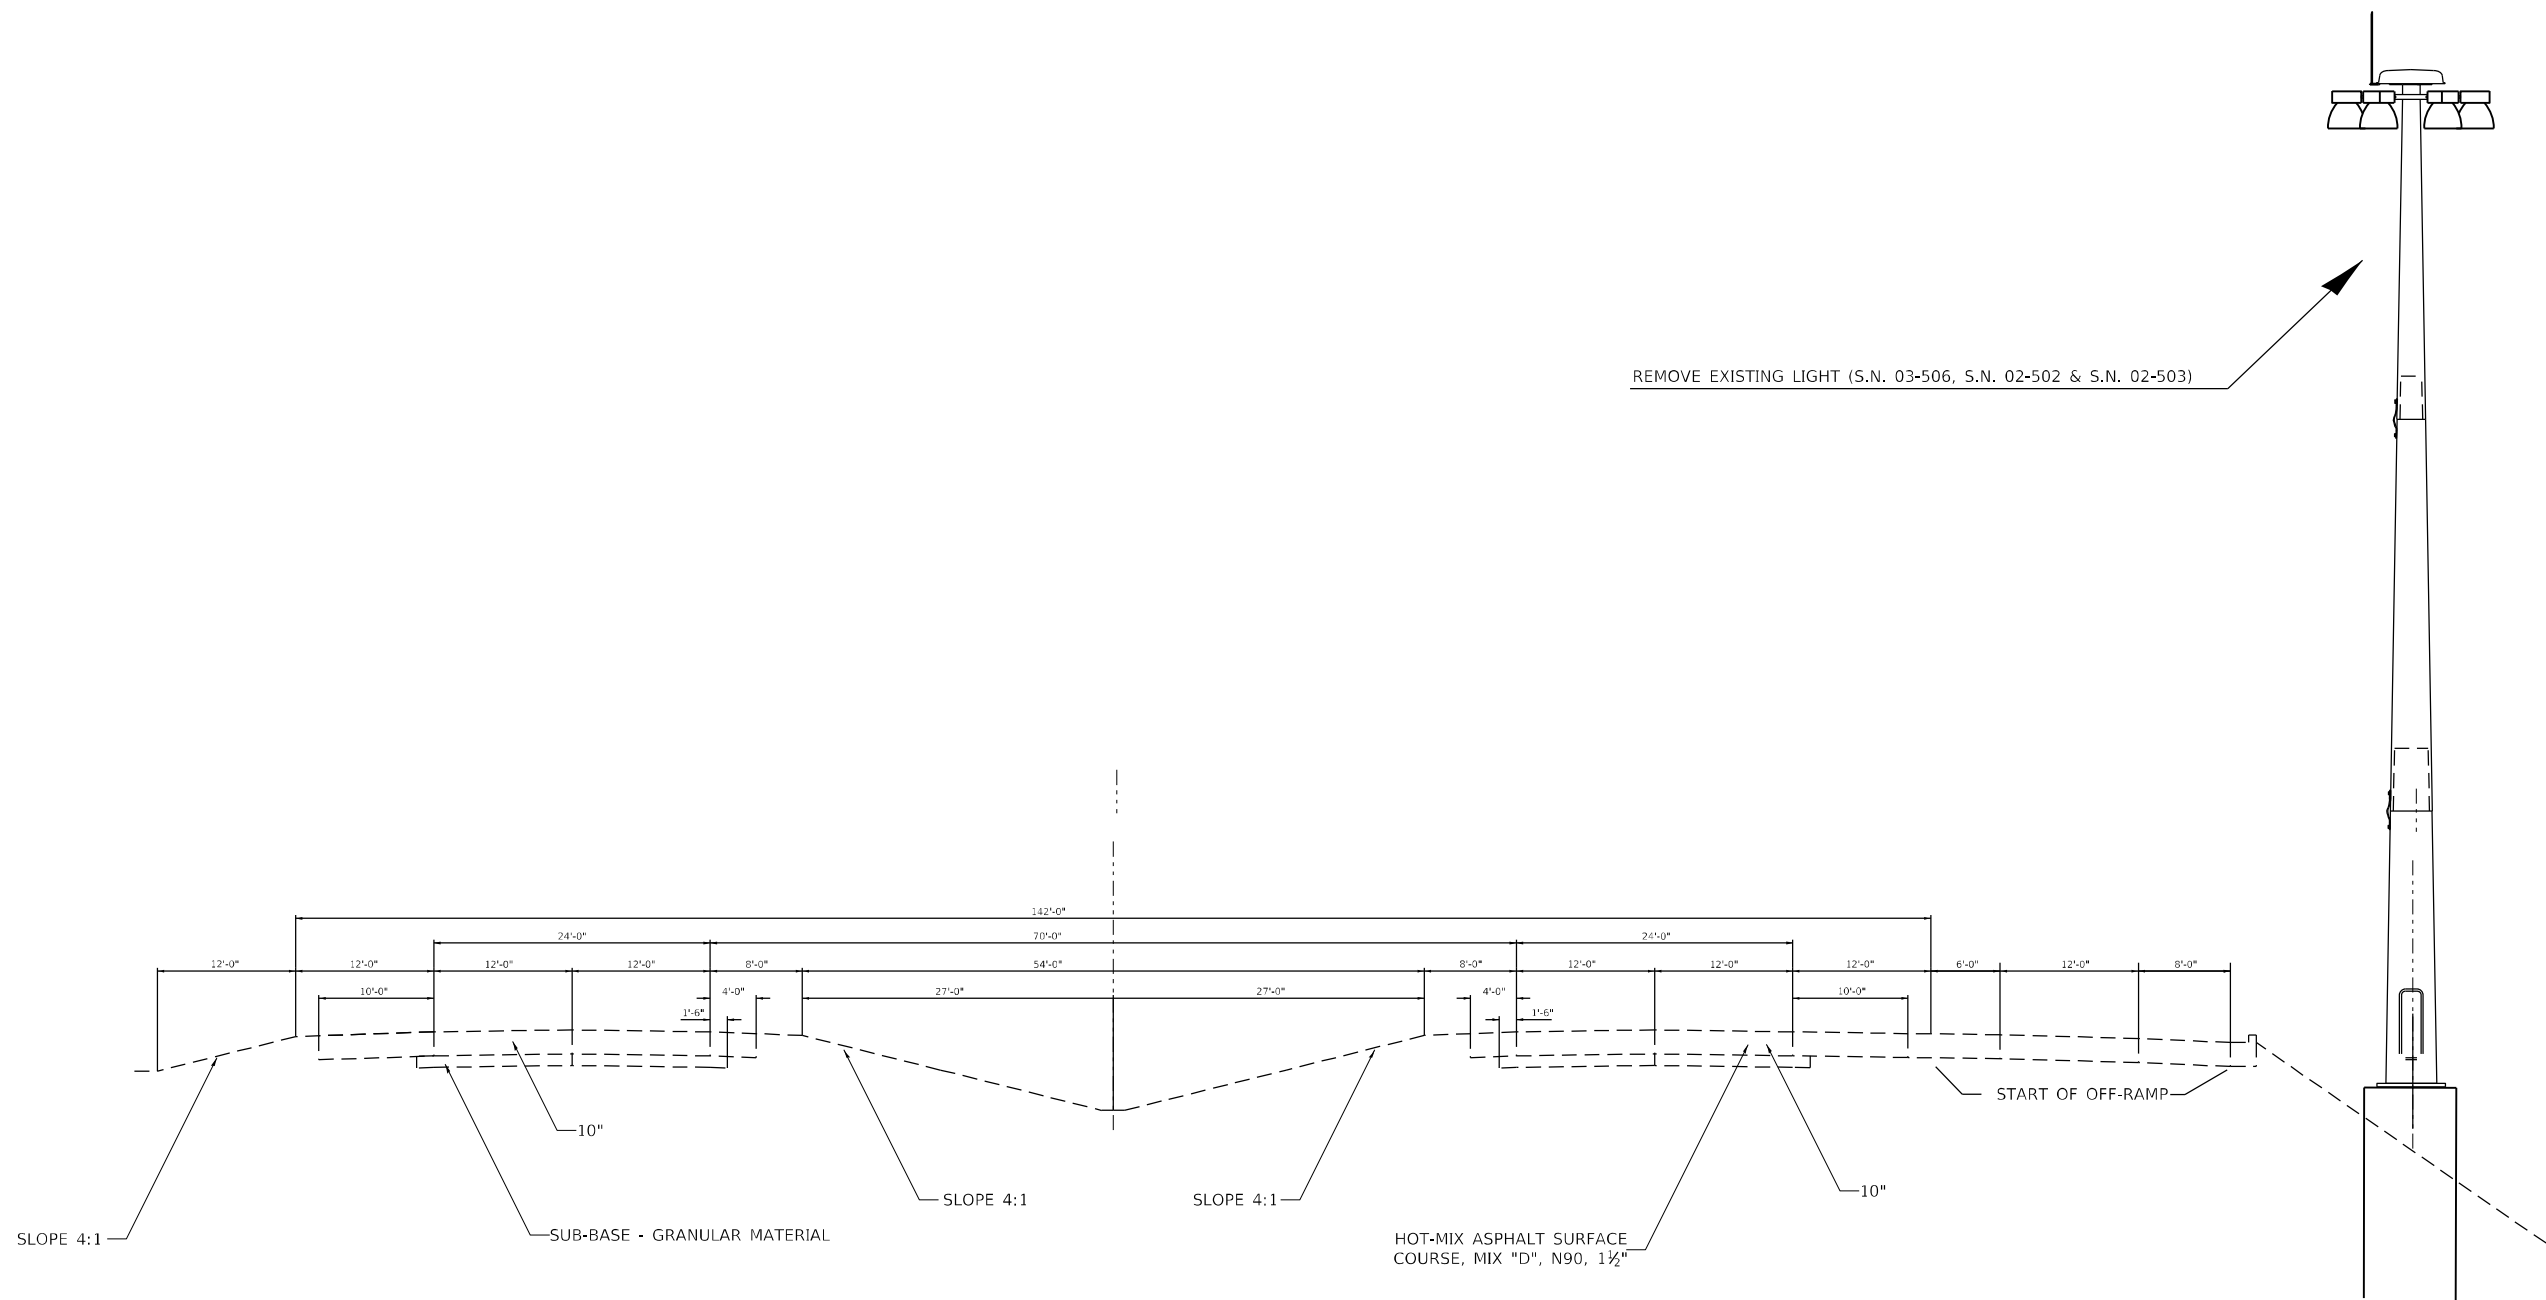 REMOVE EXISTING LIGHT (S.N. 03-506, S.N. 02-502 & S.N. 02-503)
142'-0"
24'-0" 70'-0" 24'-0"
12'-0" 12'-0" 12'-0" 12'-0" 8'-0" 54'-0" 8'-0" 12'-0" 12'-0" 12'-0" 6'-0" 12'-0" 8'-0"
10'-0" 4'-0" 27'-0" 27'-0" 4'-0" 10'-0"
1'-6" 1'-6"
START OF OFF-RAMP
10"
10"
SLOPE 4:1 SLOPE 4:1
SUB-BASE - GRANULAR MATERIAL
SLOPE 4:1
HOT-MIX ASPHALT SURFACE
COURSE, MIX "D", N90, 1½"